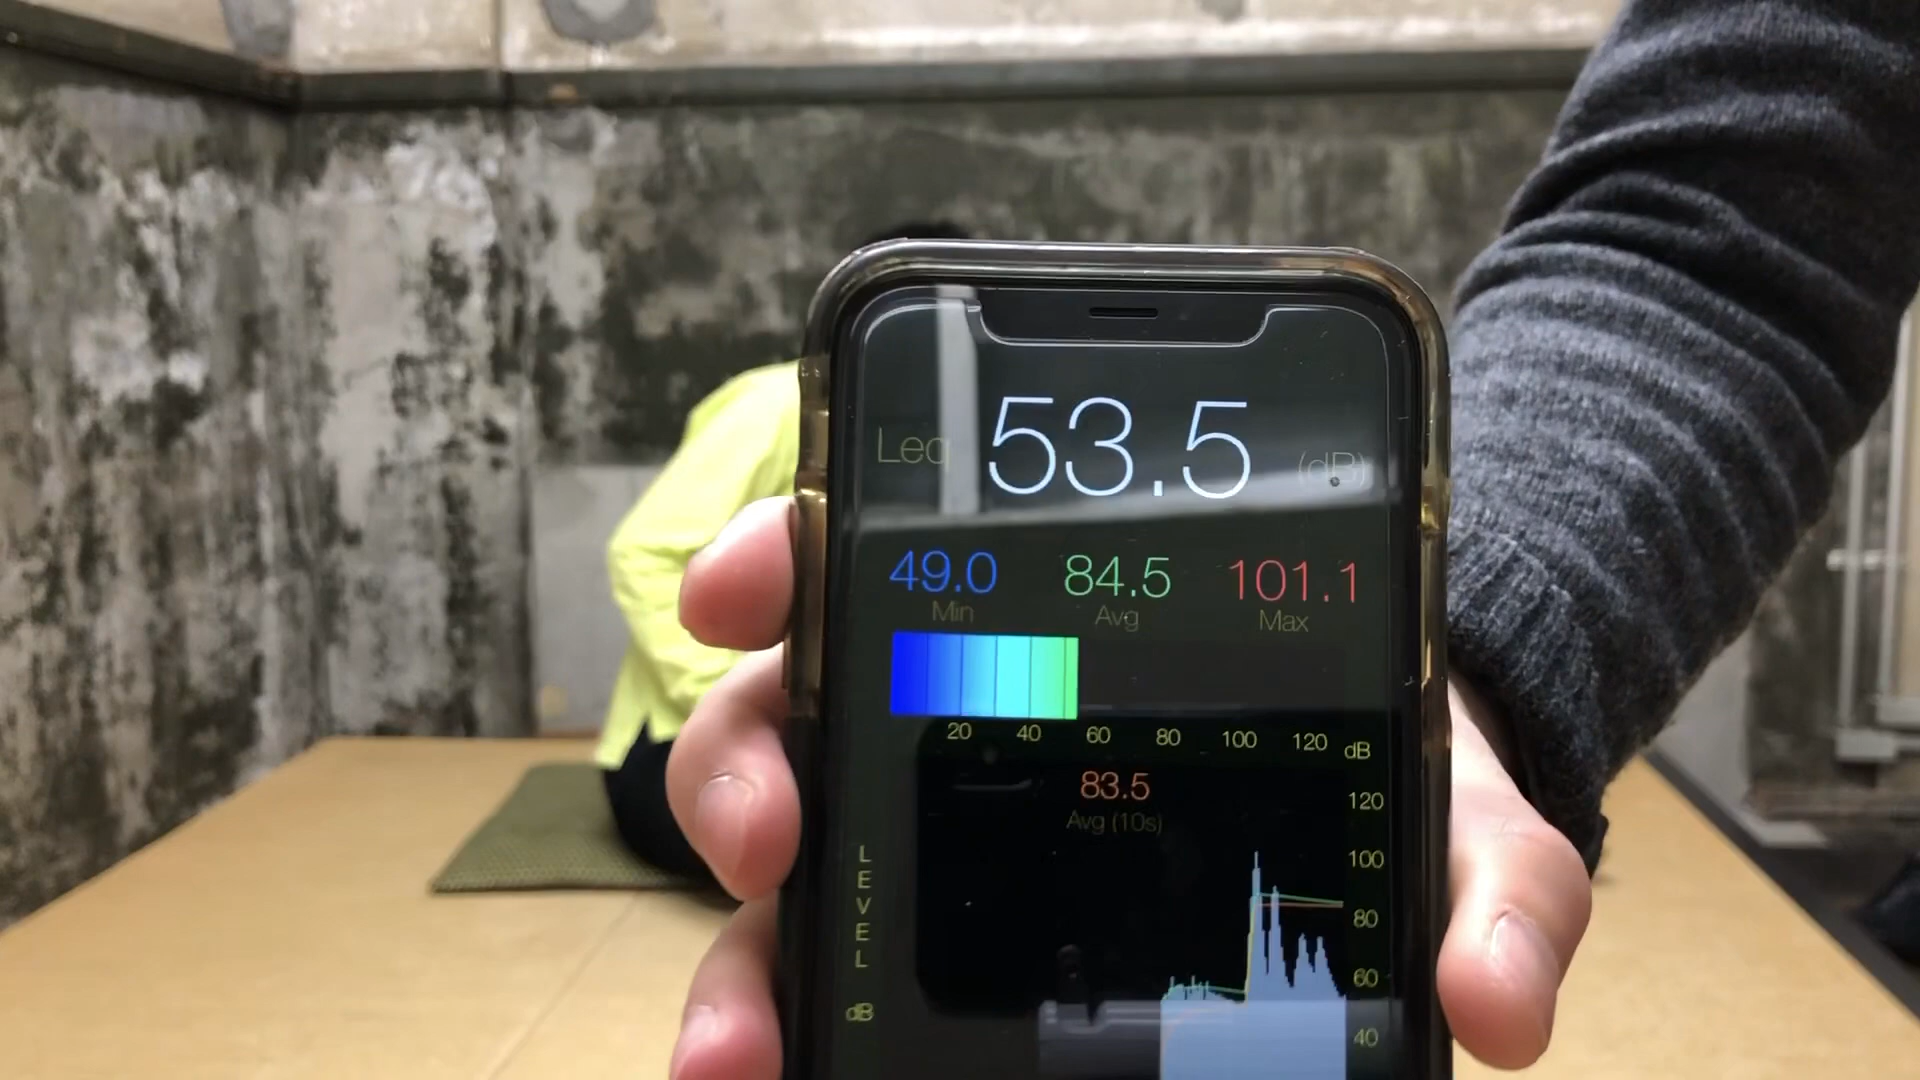 Leq 53.5 (dB)
49.0 84.5 101.1
Min Avg Max
20 40 60 80 100 120 dB
83.5
Avg (10s)
120
100
80
60
40
LEVEL
dB